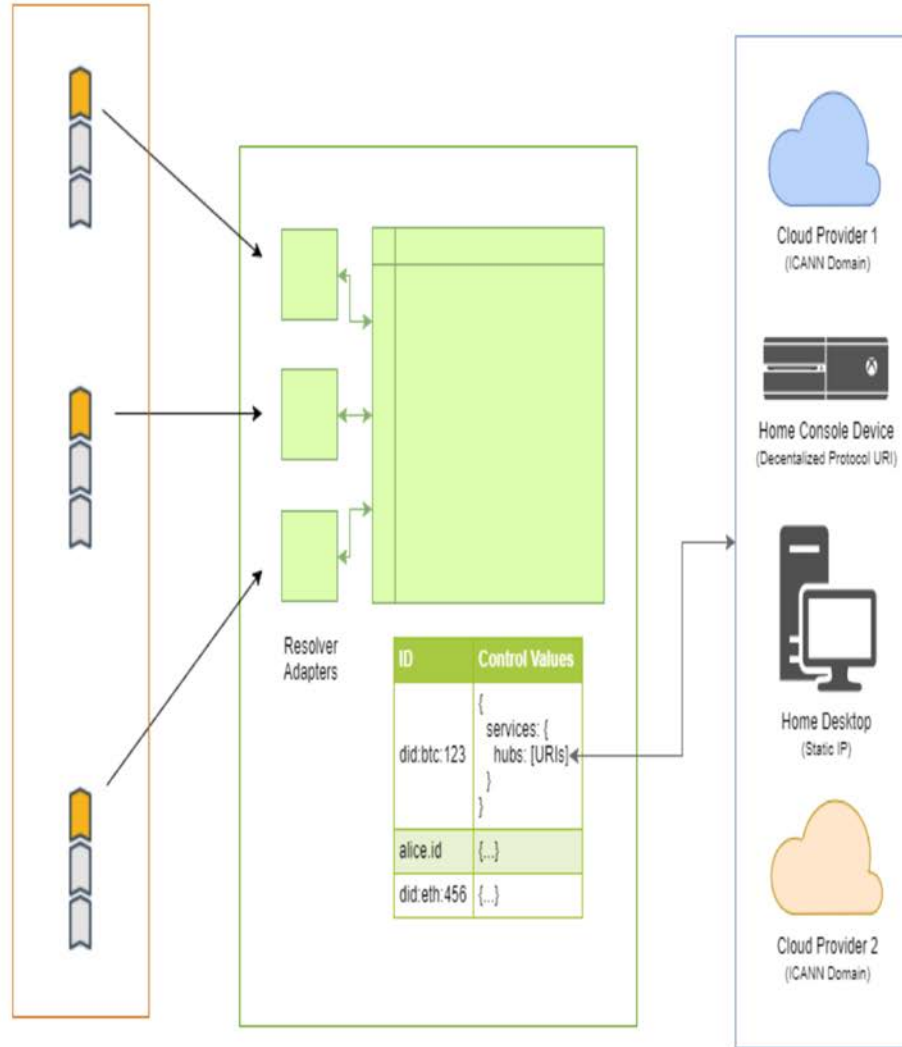 Resolver
Adapters
ID Control Values
did:btc:123
{
services: {
hubs: [URIs]
}
}
alice.id {...}
did:eth:456 {...}
Cloud Provider 1
(ICANN Domain)
Home Console Device
(Decentalized Protocol URI)
Home Desktop
(Static IP)
Cloud Provider 2
(ICANN Domain)